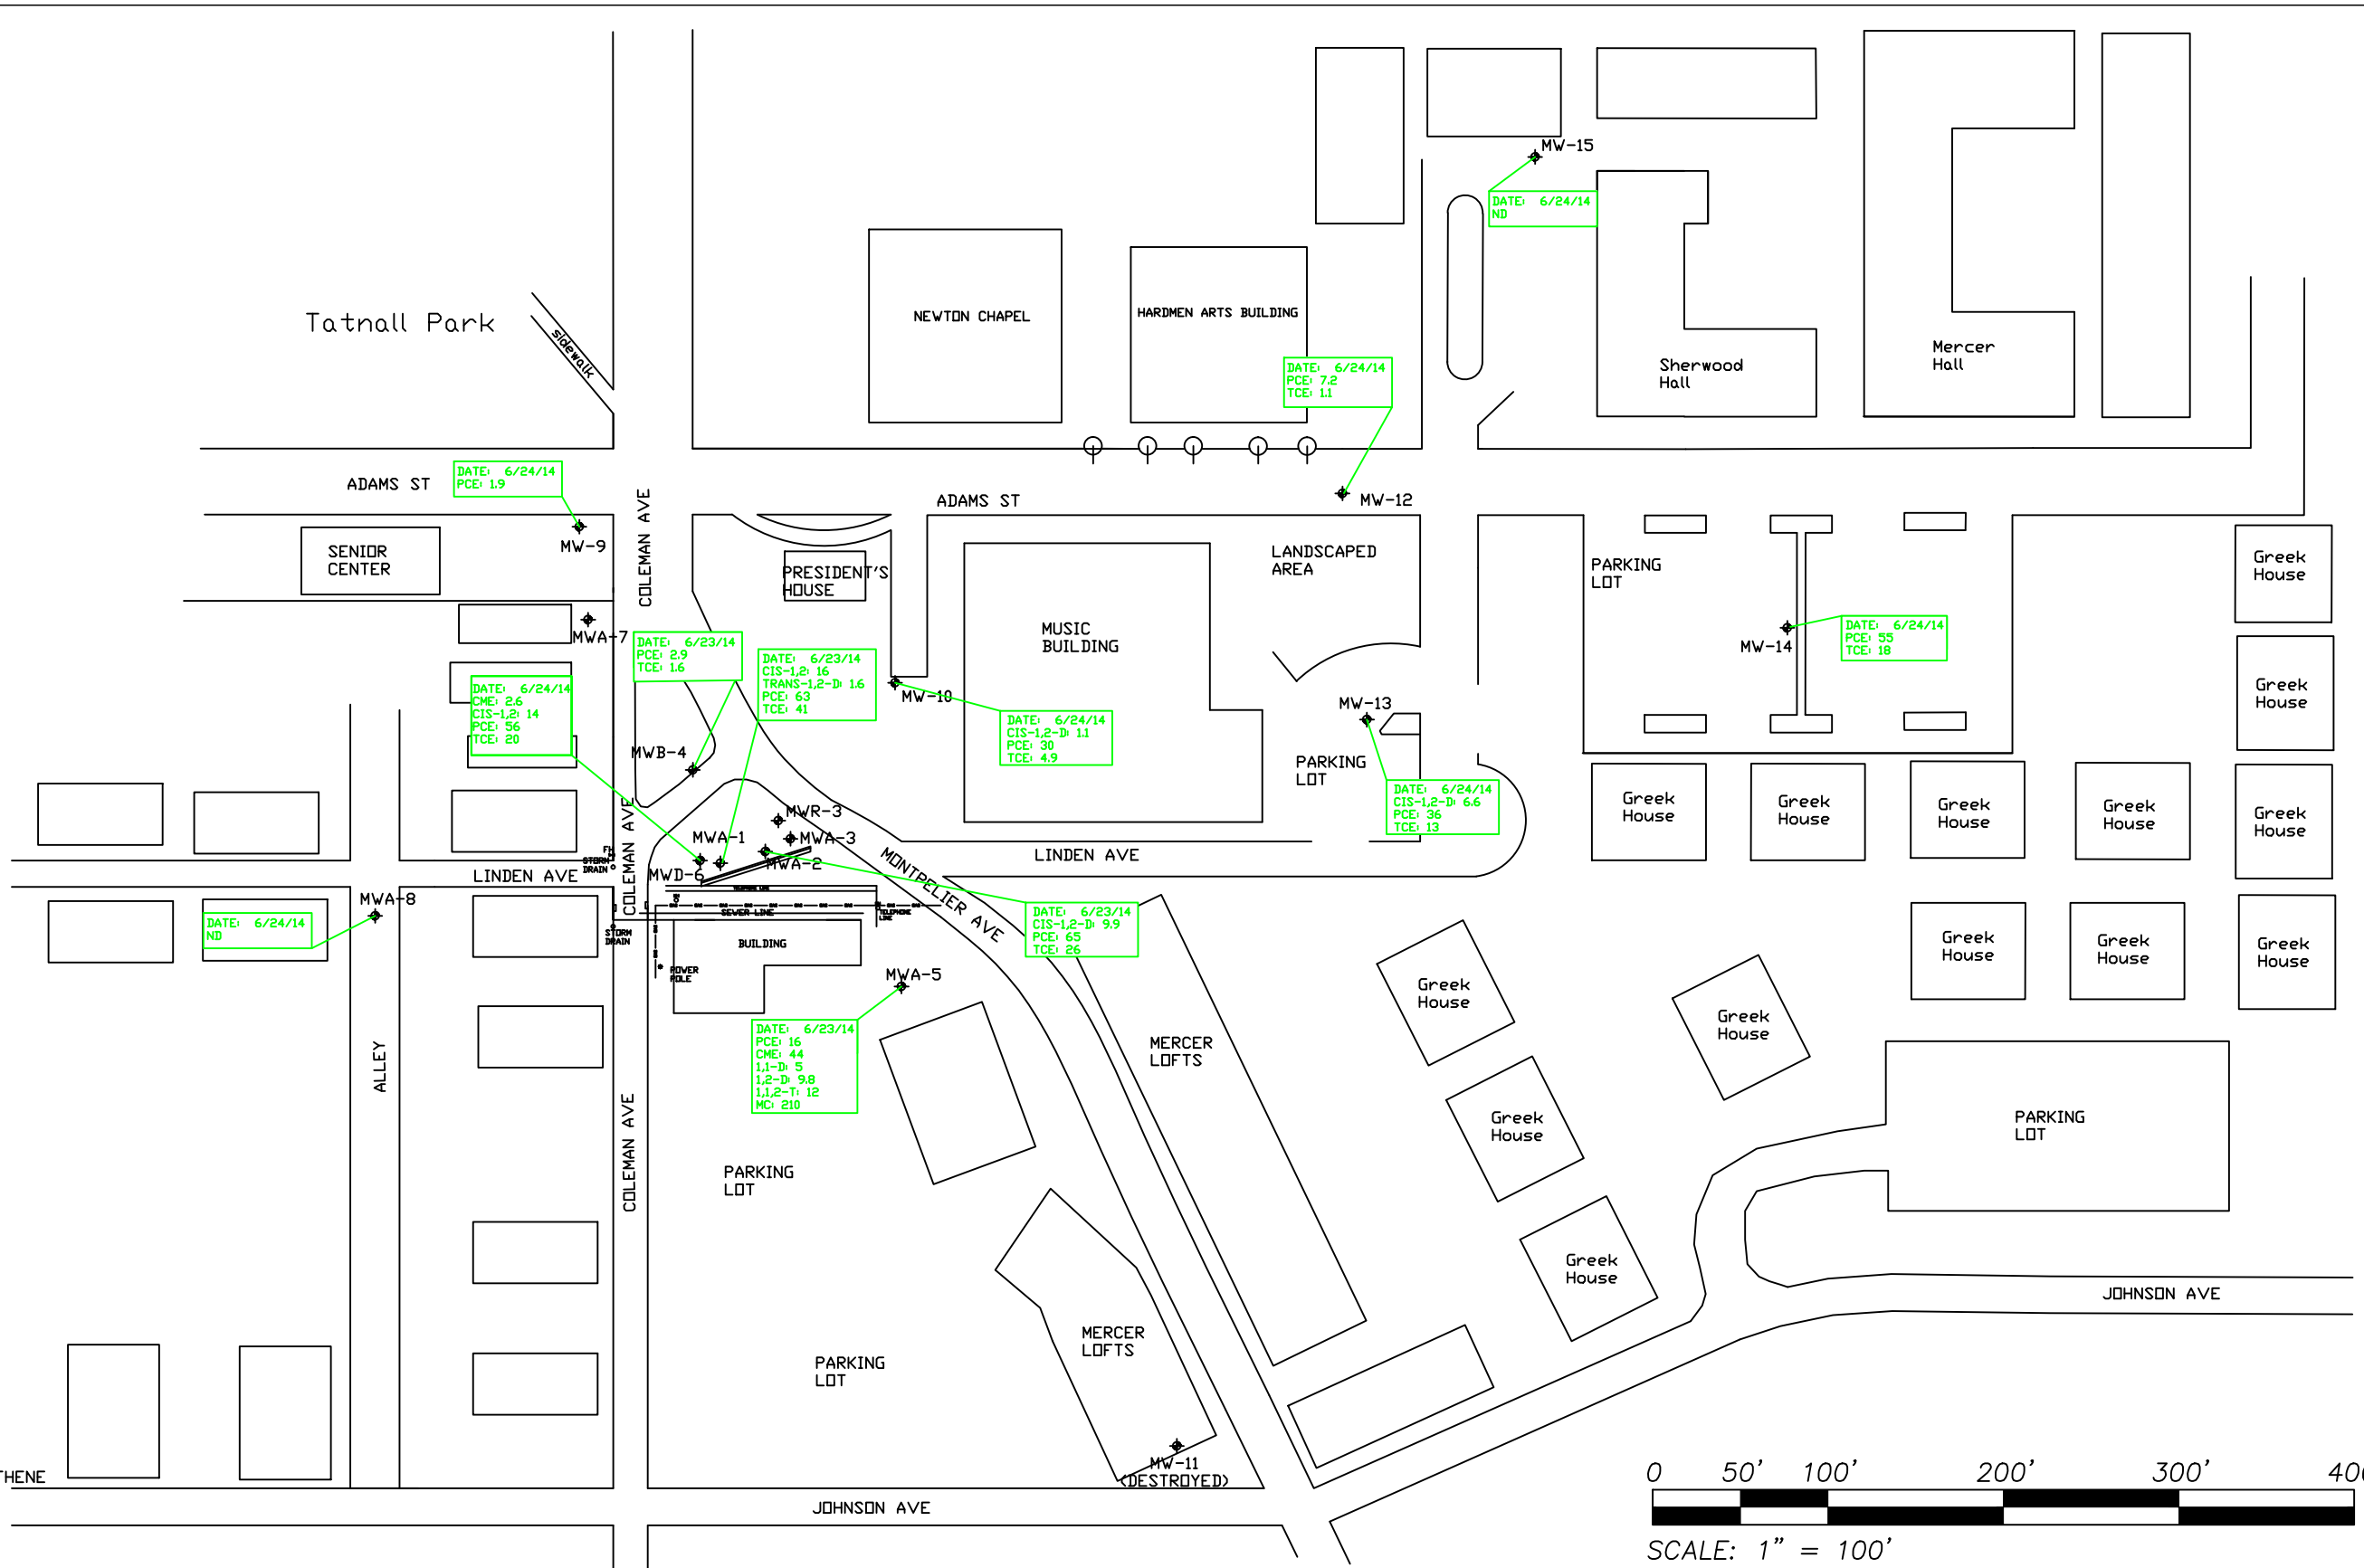 MW-15
DATE: 6/24/14
ND
Tatnall Park
sidewalk
NEWTON CHAPEL
HARDMEN ARTS BUILDING
Sherwood
Hall
Mercer
Hall
DATE: 6/24/14
PCE: 7.2
TCE: 1.1
DATE: 6/24/14
PCE: 1.9
ADAMS ST
COLEMAN AVE
ADAMS ST
MW-12
MW-9
SENIOR
CENTER
PRESIDENT'S
HOUSE
LANDSCAPED
AREA
PARKING
LOT
Greek
House
MWA-7
DATE: 6/23/14
PCE: 2.9
TCE: 1.6
DATE: 6/23/14
CIS-1,2: 16
TRANS-1,2-D: 1.6
PCE: 63
TCE: 41
MUSIC
BUILDING
MW-14
DATE: 6/24/14
PCE: 55
TCE: 18
DATE: 6/24/14
CME: 2.6
CIS-1,2: 14
PCE: 56
TCE: 20
MW-10
DATE: 6/24/14
CIS-1,2-D: 1.1
PCE: 30
TCE: 4.9
MW-13
Greek
House
MWB-4
PARKING
LOT
DATE: 6/24/14
CIS-1,2-D: 6.6
PCE: 36
TCE: 13
Greek
House
Greek
House
Greek
House
Greek
House
Greek
House
COLEMAN AVE
MWR-3
MWA-1
MWA-3
MWA-2
MWD-6
FH
STORM
DRAIN
LINDEN AVE
MONTPELIER AVE
LINDEN AVE
TELEPHONE LINE
SEWER LINE
TELEPHONE
LINE
MWA-8
DATE: 6/24/14
ND
STORM
DRAIN
BUILDING
POWER
POLE
DATE: 6/23/14
CIS-1,2-D: 9.9
PCE: 65
TCE: 26
Greek
House
Greek
House
Greek
House
MWA-5
Greek
House
Greek
House
DATE: 6/23/14
PCE: 16
CME: 44
1,1-D: 5
1,2-D: 9.8
1,1,2-T: 12
MC: 210
ALLEY
COLEMAN AVE
MERCER
LOFTS
Greek
House
PARKING
LOT
PARKING
LOT
Greek
House
JOHNSON AVE
MERCER
LOFTS
PARKING
LOT
MW-11
(DESTROYED)
THENE
JOHNSON AVE
0 50' 100' 200' 300' 400
SCALE: 1" = 100'